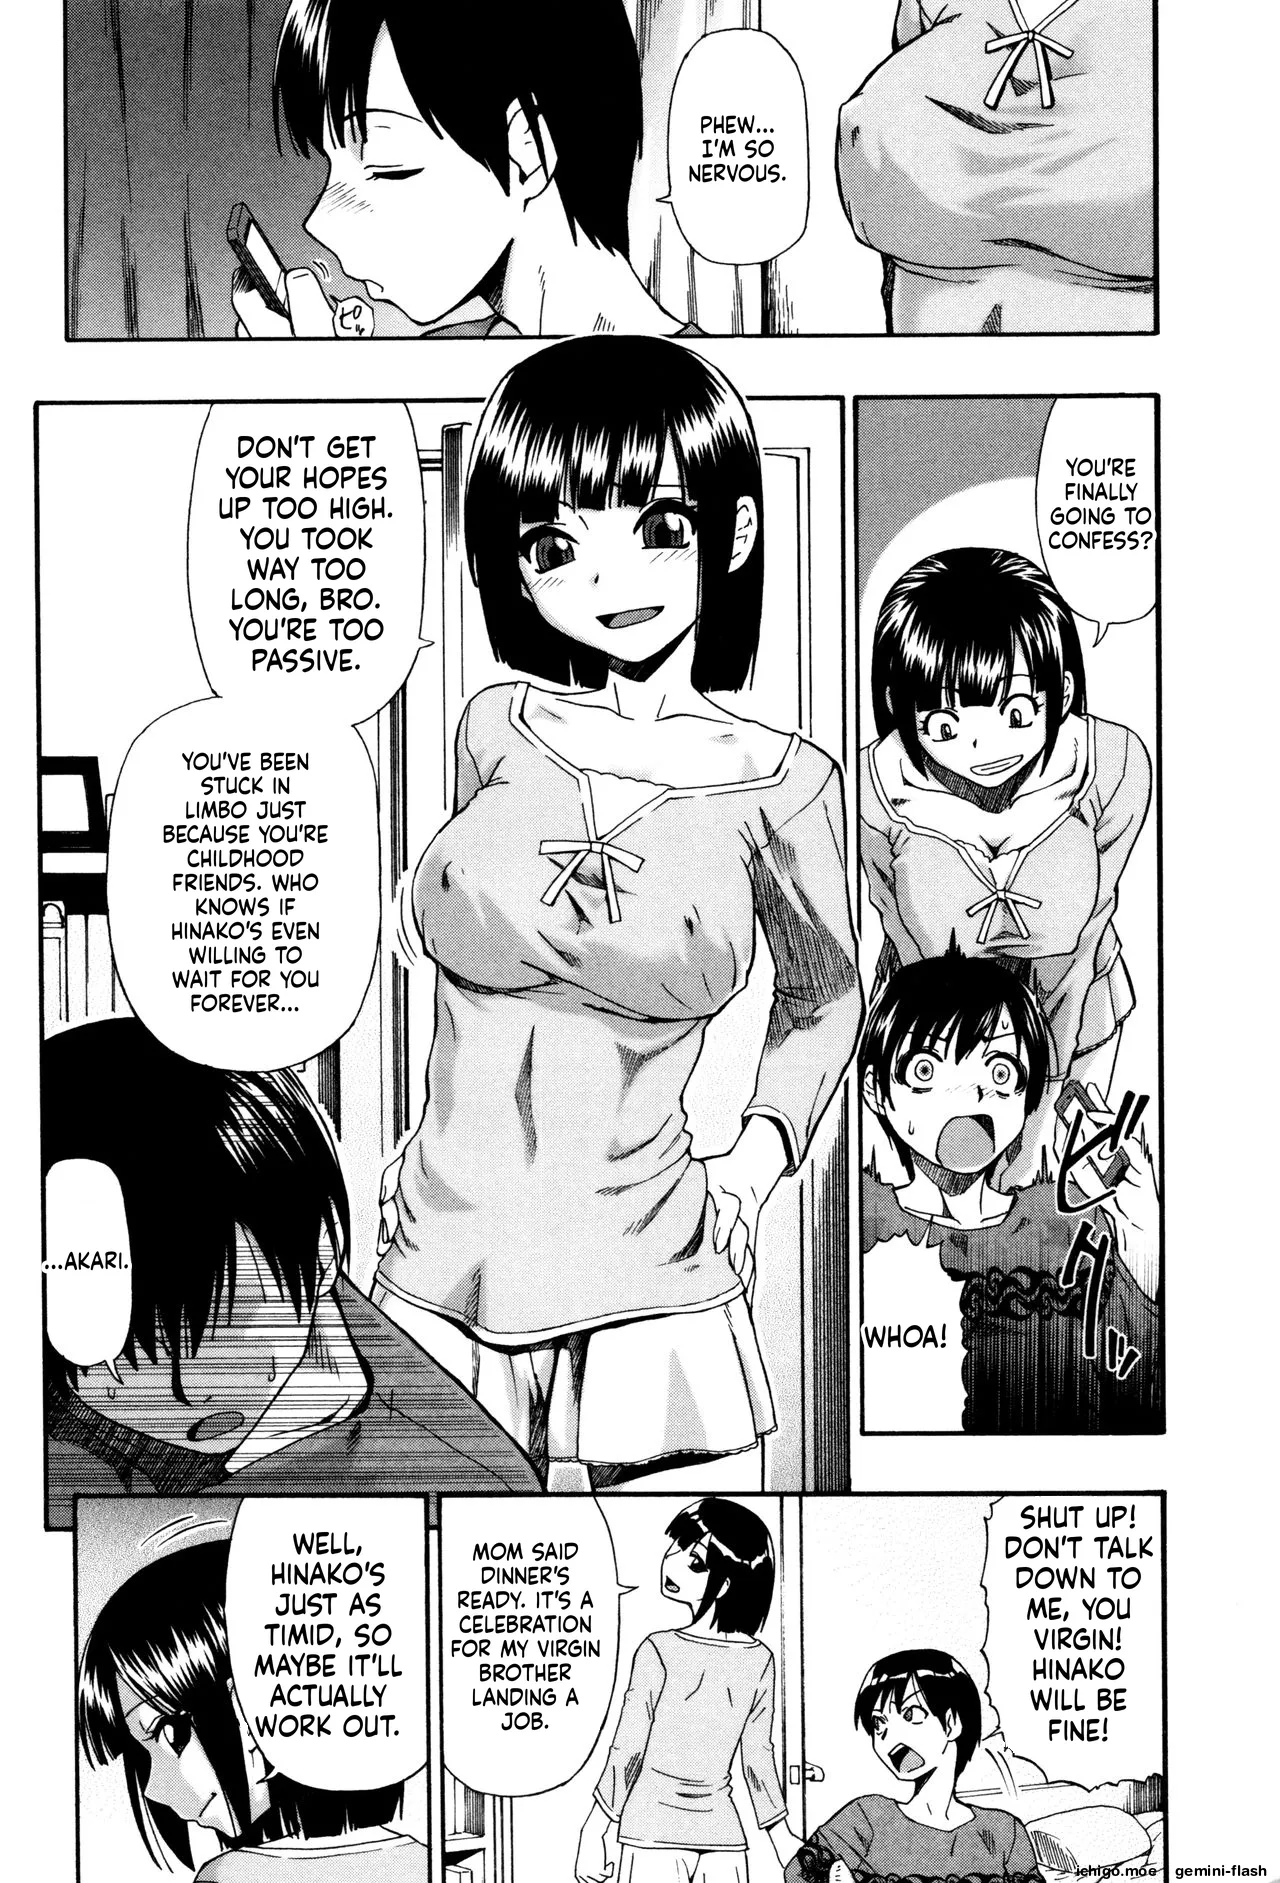 PHEW...
I'M SO
NERVOUS.
ピッ
YOU'RE
FINALLY
GOING TO
CONFESS?
WHOA!
DON'T GET
YOUR HOPES
UP TOO HIGH.
YOU TOOK
WAY TOO
LONG, BRO.
YOU'RE TOO
PASSIVE.
YOU'VE BEEN
STUCK IN
LIMBO JUST
BECAUSE YOU'RE
CHILDHOOD
FRIENDS. WHO
KNOWS IF
HINAKO'S EVEN
WILLING TO
WAIT FOR YOU
FOREVER...
...AKARI.
SHUT UP!
DON'T TALK
DOWN TO
ME, YOU
VIRGIN!
HINAKO
WILL BE
FINE!
MOM SAID
DINNER'S
READY. IT'S A
CELEBRATION
FOR MY VIRGIN
BROTHER
LANDING A
JOB.
WELL,
HINAKO'S
JUST AS
TIMID, SO
MAYBE IT'LL
ACTUALLY
WORK OUT.
ichigo.moe | gemini-flash